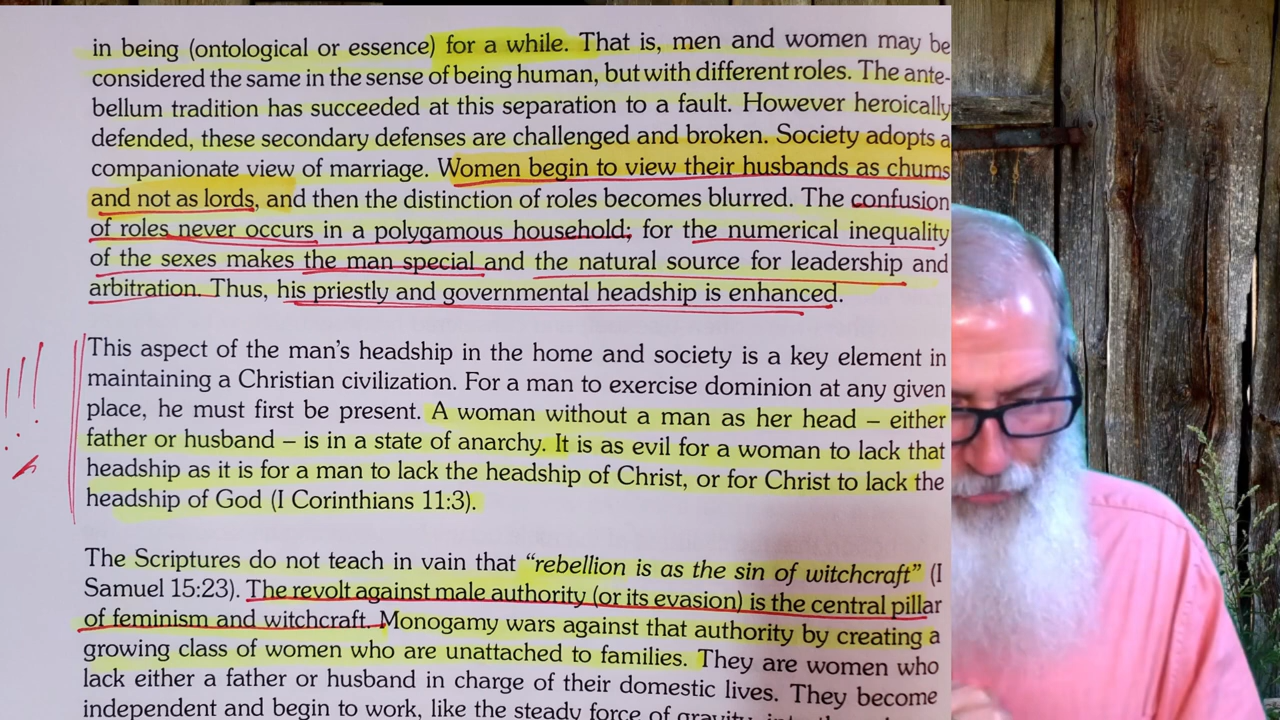 in being (ontological or essence) for a while. That is, men and women may be
considered the same in the sense of being human, but with different roles. The ante-
bellum tradition has succeeded at this separation to a fault. However heroically
defended, these secondary defenses are challenged and broken. Society adopts a
companionate view of marriage. Women begin to view their husbands as chums
and not as lords, and then the distinction of roles becomes blurred. The confusion
of roles never occurs in a polygamous household; for the numerical inequality
of the sexes makes the man special and the natural source for leadership and
arbitration. Thus, his priestly and governmental headship is enhanced.
This aspect of the man's headship in the home and society is a key element in
maintaining a Christian civilization. For a man to exercise dominion at any given
place, he must first be present. A woman without a man as her head – either
father or husband – is in a state of anarchy. It is as evil for a woman to lack that
headship as it is for a man to lack the headship of Christ, or for Christ to lack the
headship of God (I Corinthians 11:3).
The Scriptures do not teach in vain that “rebellion is as the sin of witchcraft” (I
Samuel 15:23). The revolt against male authority (or its evasion) is the central pillar
of feminism and witchcraft. Monogamy wars against that authority by creating a
growing class of women who are unattached to families. They are women who
lack either a father or husband in charge of their domestic lives. They become
independent and begin to work, like the steady force of gravity,